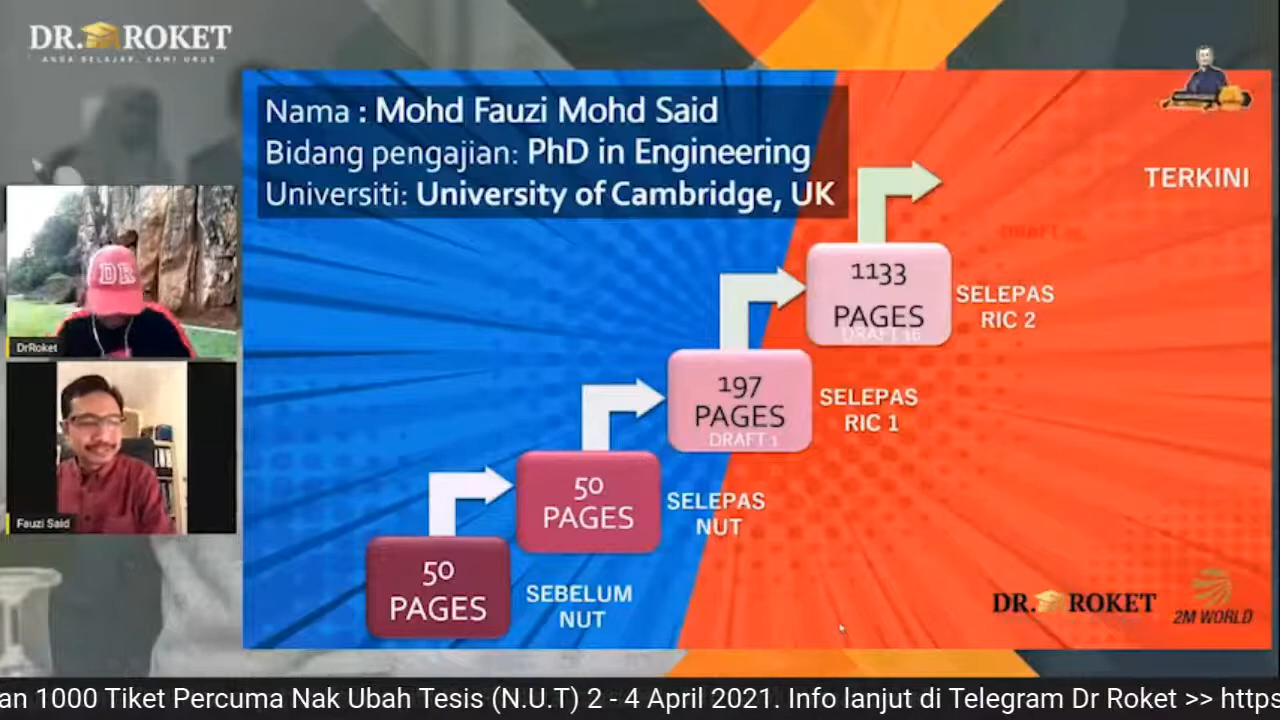 DR. ROKET
ANDA BELAJAR, KAMI URUS
Nama : Mohd Fauzi Mohd Said
Bidang pengajian: PhD in Engineering
Universiti: University of Cambridge, UK
TERKINI
1133
PAGES
DRAFT 16
SELEPAS
RIC 2
197
PAGES
DRAFT 1
SELEPAS
RIC 1
50
PAGES
SELEPAS
NUT
50
PAGES
SEBELUM
NUT
DR
DrRoket
Fauzi Said
DR. ROKET
2M WORLD
an 1000 Tiket Percuma Nak Ubah Tesis (N.U.T) 2 - 4 April 2021. Info lanjut di Telegram Dr Roket >> https